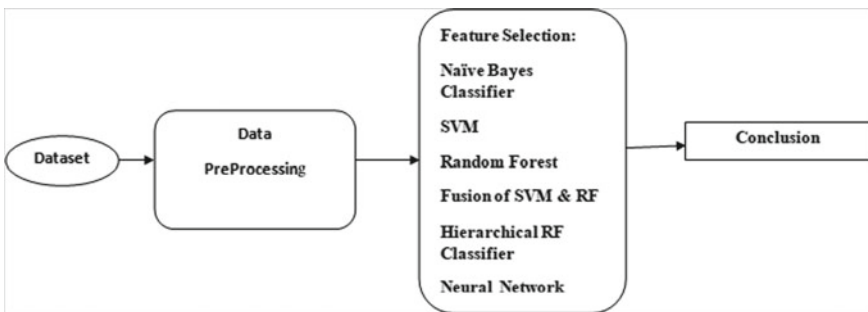 Dataset
Data
PreProcessing
Feature Selection:
Naïve Bayes
Classifier
SVM
Random Forest
Fusion of SVM & RF
Hierarchical RF
Classifier
Neural Network
Conclusion